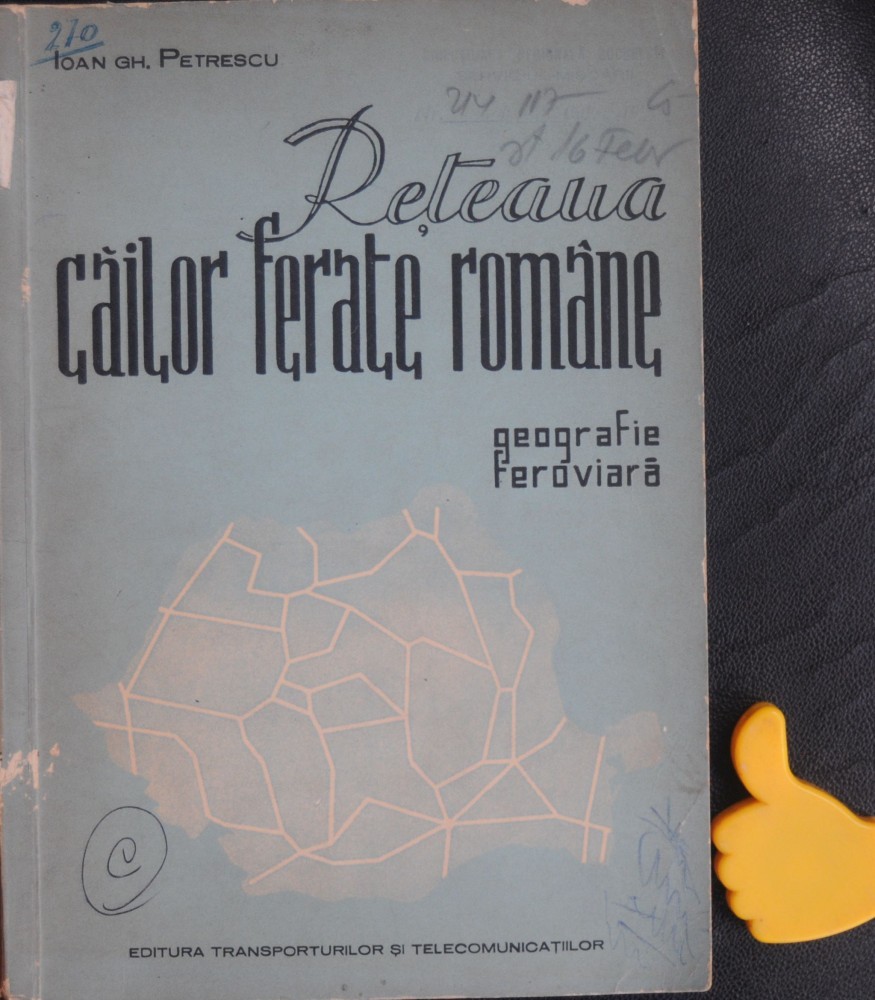 270
IOAN GH. PETRESCU
Rețeaua
căilor ferate române
geografie
feroviară
C
EDITURA TRANSPORTURILOR ȘI TELECOMUNICAȚIILOR